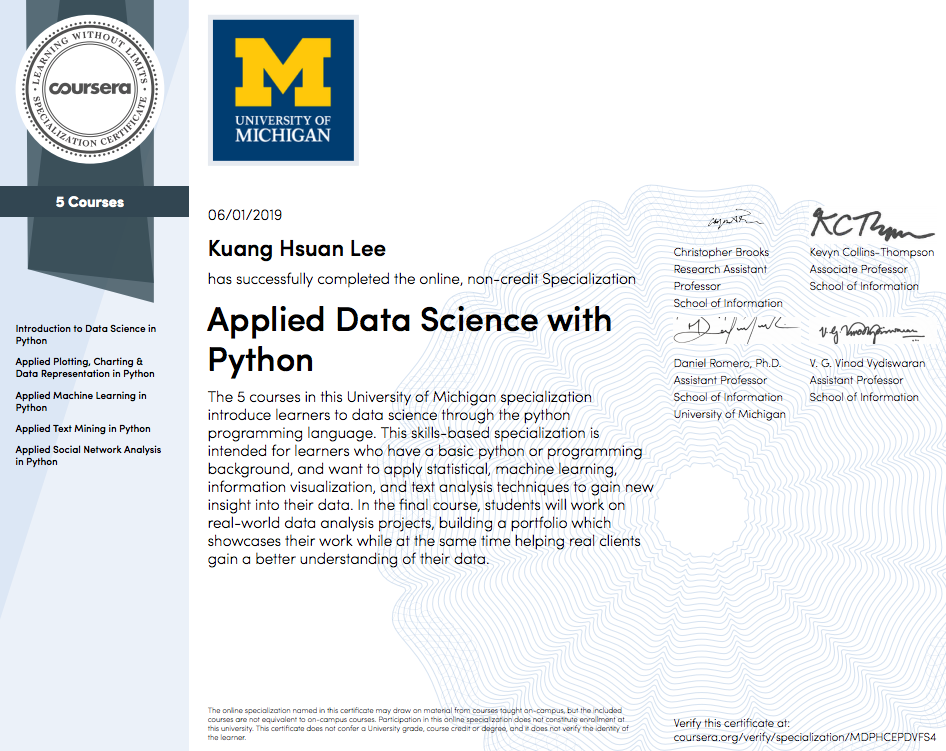 LEARNING WITHOUT LIMITS
coursera
SPECIALIZATION CERTIFICATE
5 Courses
Introduction to Data Science in
Python
Applied Plotting, Charting &
Data Representation in Python
Applied Machine Learning in
Python
Applied Text Mining in Python
Applied Social Network Analysis
in Python
M
UNIVERSITY OF
MICHIGAN
06/01/2019
Kuang Hsuan Lee
has successfully completed the online, non-credit Specialization
Applied Data Science with
Python
The 5 courses in this University of Michigan specialization
introduce learners to data science through the python
programming language. This skills-based specialization is
intended for learners who have a basic python or programming
background, and want to apply statistical, machine learning,
information visualization, and text analysis techniques to gain new
insight into their data. In the final course, students will work on
real-world data analysis projects, building a portfolio which
showcases their work while at the same time helping real clients
gain a better understanding of their data.
Christopher Brooks
Research Assistant
Professor
School of Information
KC Thpm
Kevyn Collins-Thompson
Associate Professor
School of Information
Daniel Romero, Ph.D.
Assistant Professor
School of Information
University of Michigan
V. G. Vinod Vydiswaran
Assistant Professor
School of Information
The online specialization named in this certificate may draw on material from courses taught on-campus, but the included
courses are not equivalent to on-campus courses. Participation in this online specialization does not constitute enrollment at
this university. This certificate does not confer a University grade, course credit or degree, and it does not verify the identity of
the learner.
Verify this certificate at:
coursera.org/verify/specialization/MDPHCEPDVFS4